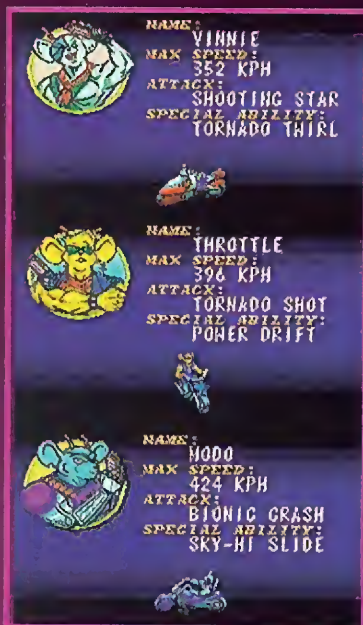 NAME:
VINNIE
MAX SPEED:
352 KPH
ATTACK:
SHOOTING STAR
SPECIAL ABILITY:
TORNADO TWIRL
NAME:
THROTTLE
MAX SPEED:
396 KPH
ATTACK:
TORNADO SHOT
SPECIAL ABILITY:
POWER DRIFT
NAME:
MODO
MAX SPEED:
424 KPH
ATTACK:
BIONIC CRASH
SPECIAL ABILITY:
SKY-HI SLIDE